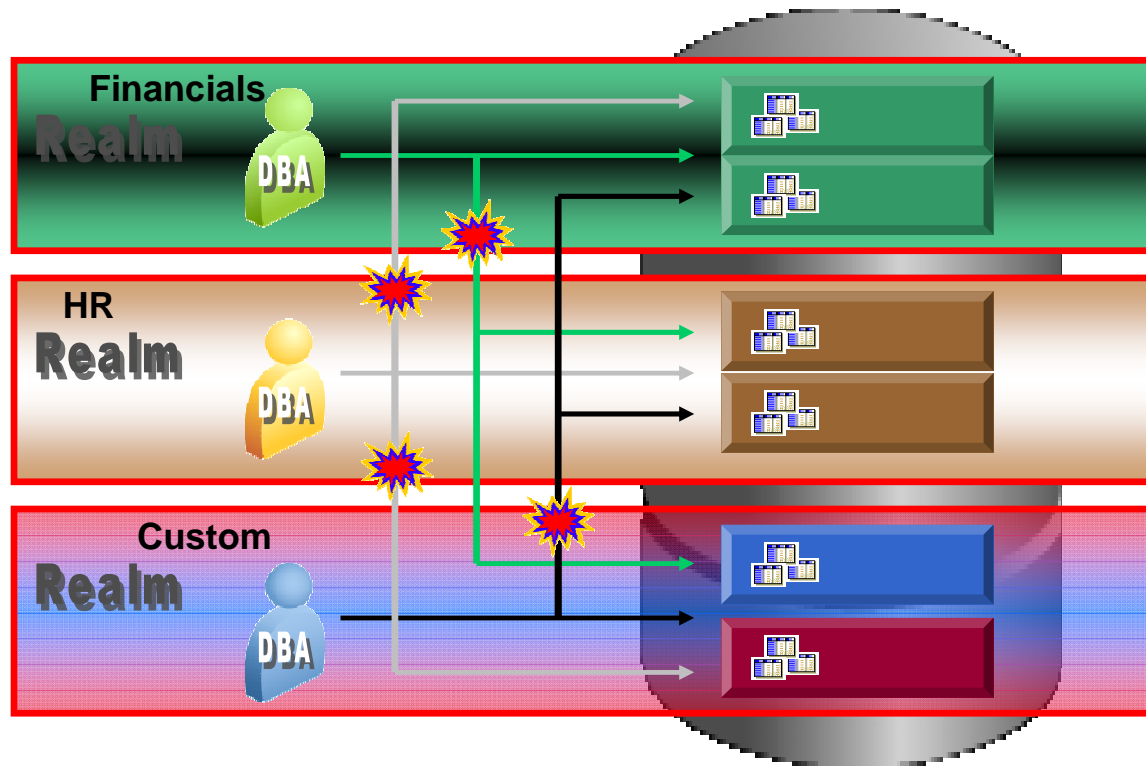 Financials
Realm
DBA
HR
Realm
DBA
Custom
Realm
DBA